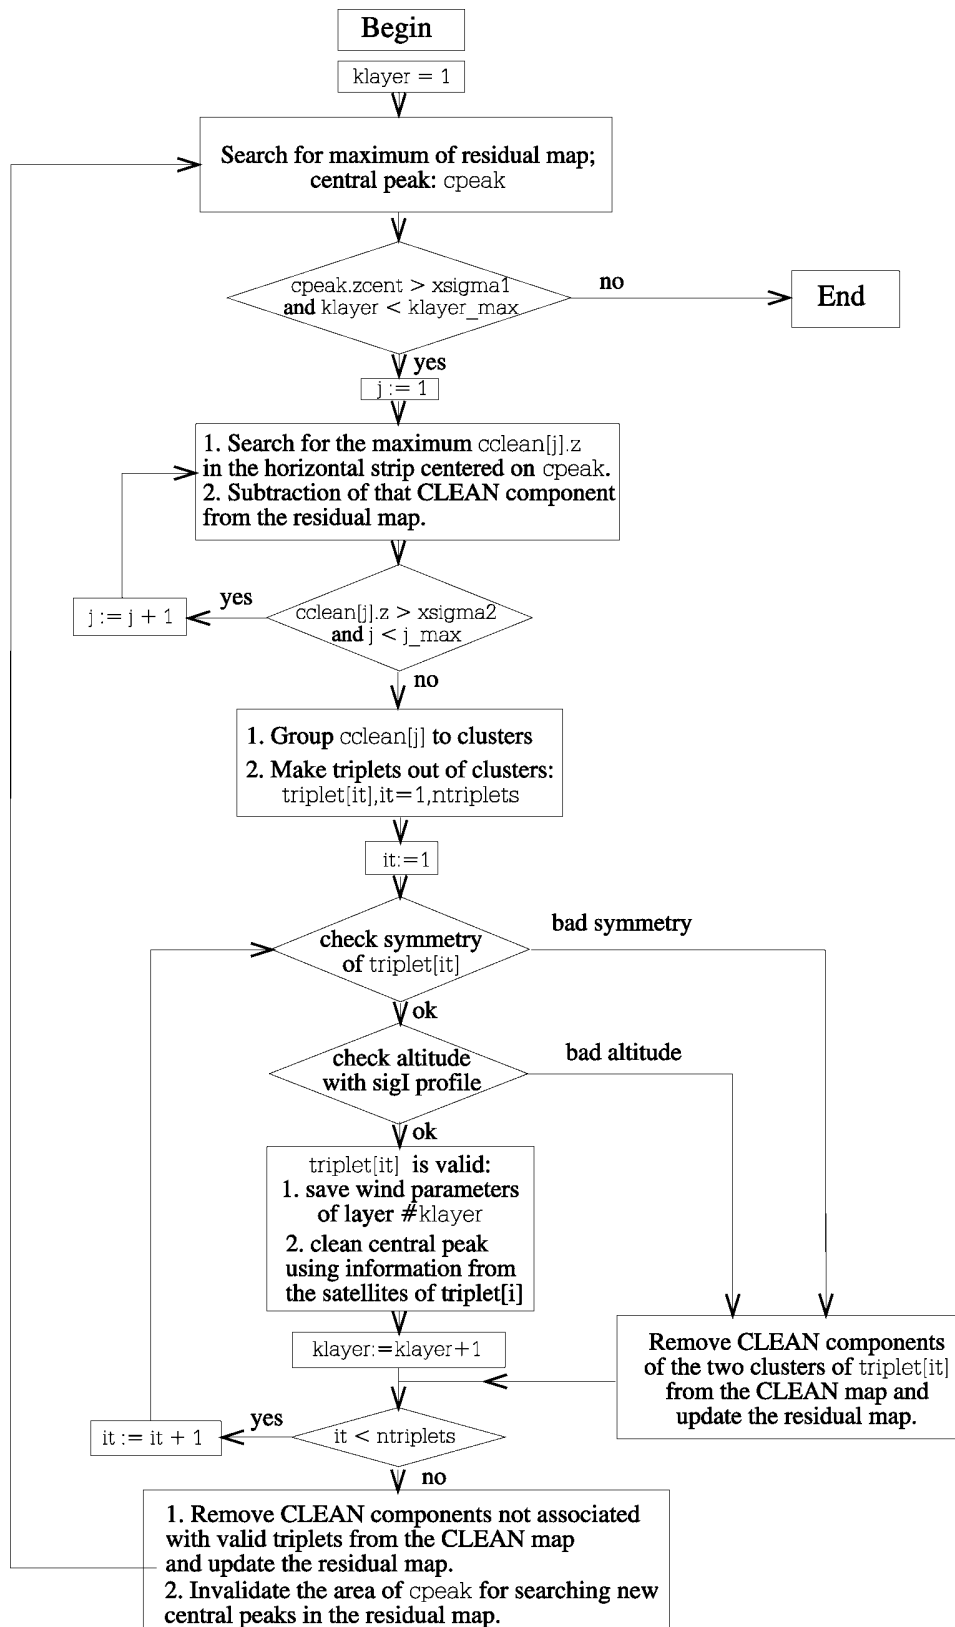 Begin
klayer = 1
Search for maximum of residual map;
central peak: cpeak
cpeak.zcent > xsigma1
and klayer < klayer_max
no
End
yes
j := 1
1. Search for the maximum cclean[j].z
in the horizontal strip centered on cpeak.
2. Subtraction of that CLEAN component
from the residual map.
yes
j := j + 1
cclean[j].z > xsigma2
and j < j_max
no
1. Group cclean[j] to clusters
2. Make triplets out of clusters:
triplet[it],it=1,ntriplets
it:=1
check symmetry
of triplet[it]
bad symmetry
ok
check altitude
with sigI profile
bad altitude
ok
triplet[it] is valid:
1. save wind parameters
of layer #klayer
2. clean central peak
using information from
the satellites of triplet[i]
klayer:=klayer+1
Remove CLEAN components
of the two clusters of triplet[it]
from the CLEAN map and
update the residual map.
yes
it := it + 1
it < ntriplets
no
1. Remove CLEAN components not associated
with valid triplets from the CLEAN map
and update the residual map.
2. Invalidate the area of cpeak for searching new
central peaks in the residual map.